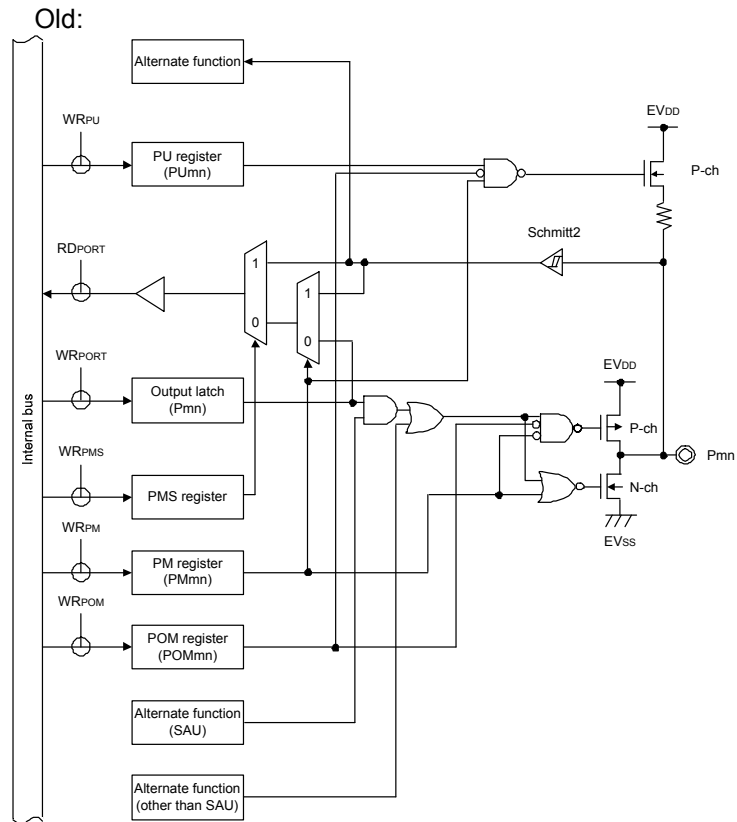 Old:
Alternate function
WRPU
PU register
(PUmn)
EVDD
P-ch
Schmitt2
RDPORT
1
0
1
0
WRPORT
Output latch
(Pmn)
EVDD
P-ch
Pmn
N-ch
EVSS
Internal bus
WRPMS
PMS register
WRPM
PM register
(PMmn)
WRPOM
POM register
(POMmn)
Alternate function
(SAU)
Alternate function
(other than SAU)